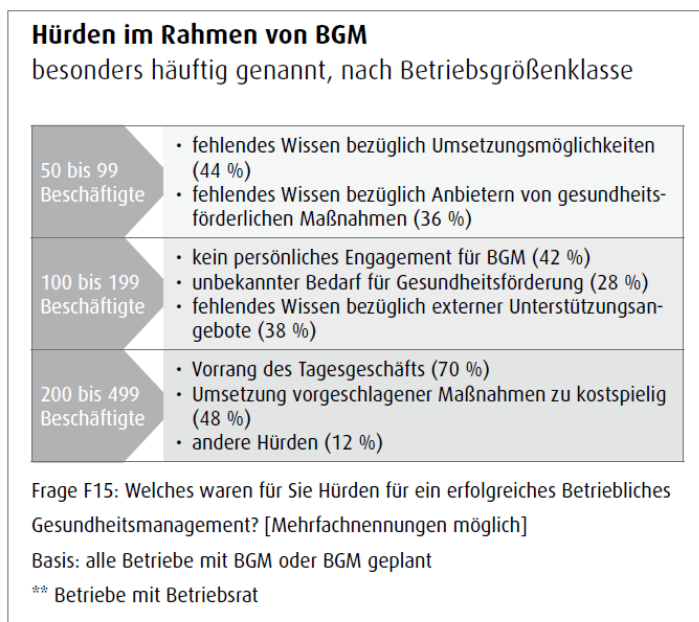 Hürden im Rahmen von BGM
besonders häufig genannt, nach Betriebsgrößenklasse
50 bis 99
Beschäftigte
• fehlendes Wissen bezüglich Umsetzungsmöglichkeiten
(44 %)
• fehlendes Wissen bezüglich Anbietern von gesundheits-
förderlichen Maßnahmen (36 %)
100 bis 199
Beschäftigte
• kein persönliches Engagement für BGM (42 %)
• unbekannter Bedarf für Gesundheitsförderung (28 %)
• fehlendes Wissen bezüglich externer Unterstützungsan-
gebote (38 %)
200 bis 499
Beschäftigte
• Vorrang des Tagesgeschäfts (70 %)
• Umsetzung vorgeschlagener Maßnahmen zu kostspielig
(48 %)
• andere Hürden (12 %)
Frage F15: Welches waren für Sie Hürden für ein erfolgreiches Betriebliches
Gesundheitsmanagement? [Mehrfachnennungen möglich]
Basis: alle Betriebe mit BGM oder BGM geplant
** Betriebe mit Betriebsrat